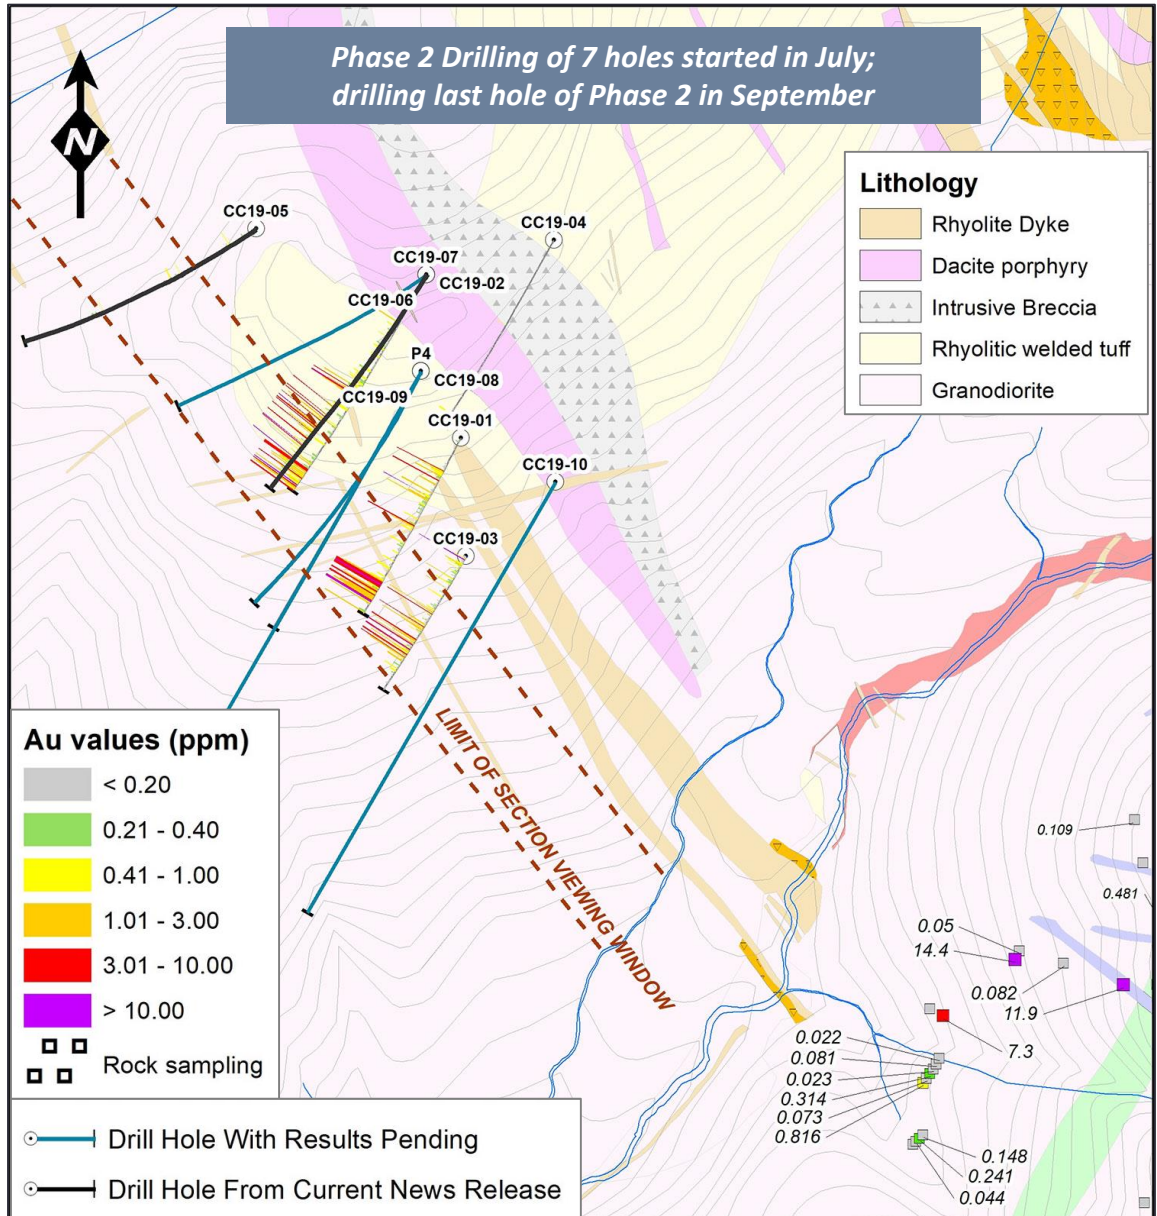 Phase 2 Drilling of 7 holes started in July;
drilling last hole of Phase 2 in September
N
Lithology
Rhyolite Dyke
Dacite porphyry
Intrusive Breccia
Rhyolitic welded tuff
Granodiorite
CC19-05
CC19-04
CC19-07
CC19-02
CC19-06
P4
CC19-08
CC19-09
CC19-01
CC19-10
CC19-03
LIMIT OF SECTION VIEWING WINDOW
Au values (ppm)
< 0.20
0.21 - 0.40
0.41 - 1.00
1.01 - 3.00
3.01 - 10.00
> 10.00
Rock sampling
Drill Hole With Results Pending
Drill Hole From Current News Release
0.109
0.481
0.05
14.4
0.082
11.9
7.3
0.022
0.081
0.023
0.314
0.073
0.816
0.148
0.241
0.044